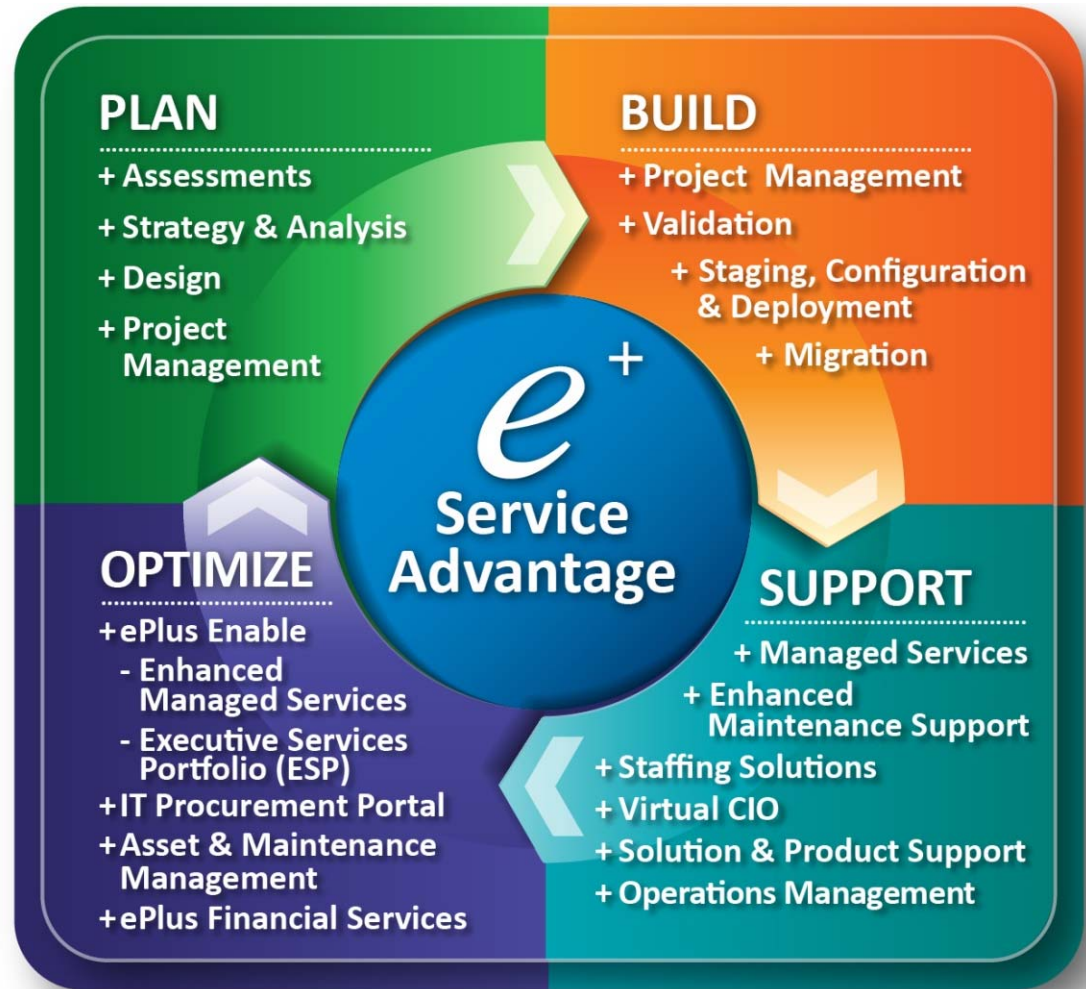 PLAN
+ Assessments
+ Strategy & Analysis
+ Design
+ Project
Management
BUILD
+ Project Management
+ Validation
+ Staging, Configuration
& Deployment
+ Migration
e+
Service
Advantage
OPTIMIZE
+ ePlus Enable
- Enhanced
Managed Services
- Executive Services
Portfolio (ESP)
+ IT Procurement Portal
+ Asset & Maintenance
Management
+ ePlus Financial Services
SUPPORT
+ Managed Services
+ Enhanced
Maintenance Support
+ Staffing Solutions
+ Virtual CIO
+ Solution & Product Support
+ Operations Management